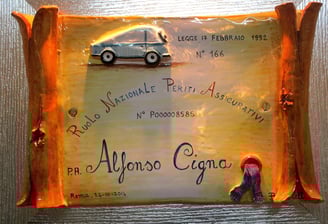 LEGGE 17 FEBBRAIO 1992
N° 166
RUOLO NAZIONALE PERITI ASSICURATIVI
N° P000008585
P.A. Alfonso Cigna